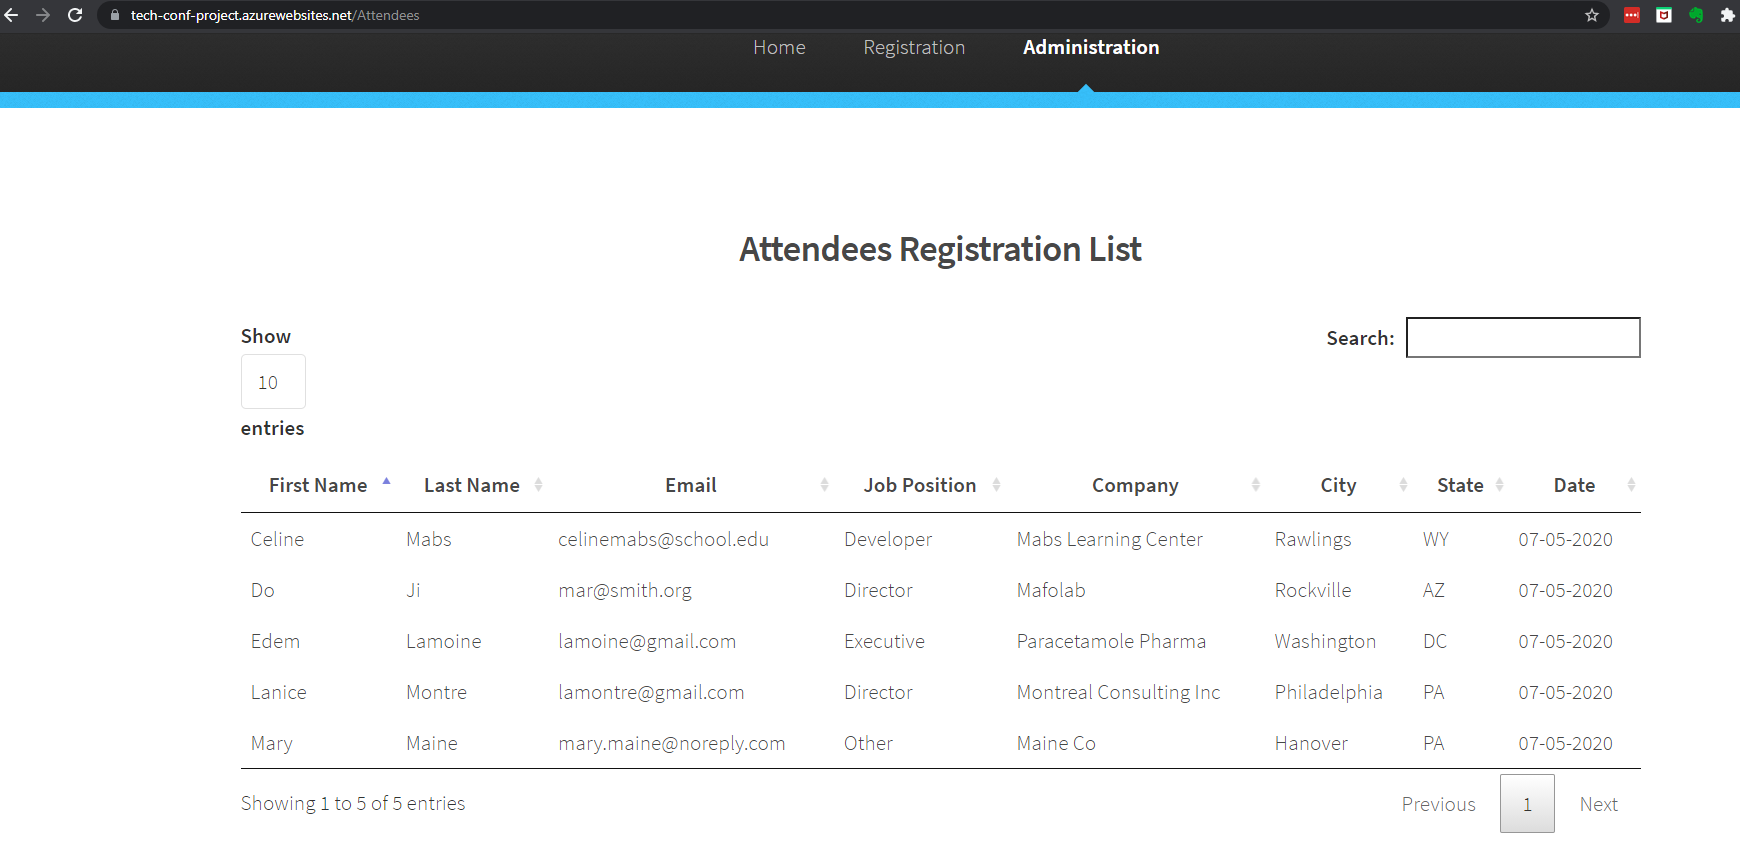 tech-conf-project.azurewebsites.net/Attendees
Home Registration Administration
Attendees Registration List
Show
10
entries
Search:
First Name Last Name Email Job Position Company City State Date
Celine Mabs celinemabs@school.edu Developer Mabs Learning Center Rawlings WY 07-05-2020
Do Ji mar@smith.org Director Mafolab Rockville AZ 07-05-2020
Edem Lamoine lamoine@gmail.com Executive Paracetamole Pharma Washington DC 07-05-2020
Lanice Montre lamontre@gmail.com Director Montreal Consulting Inc Philadelphia PA 07-05-2020
Mary Maine mary.maine@noreply.com Other Maine Co Hanover PA 07-05-2020
Showing 1 to 5 of 5 entries
Previous 1 Next